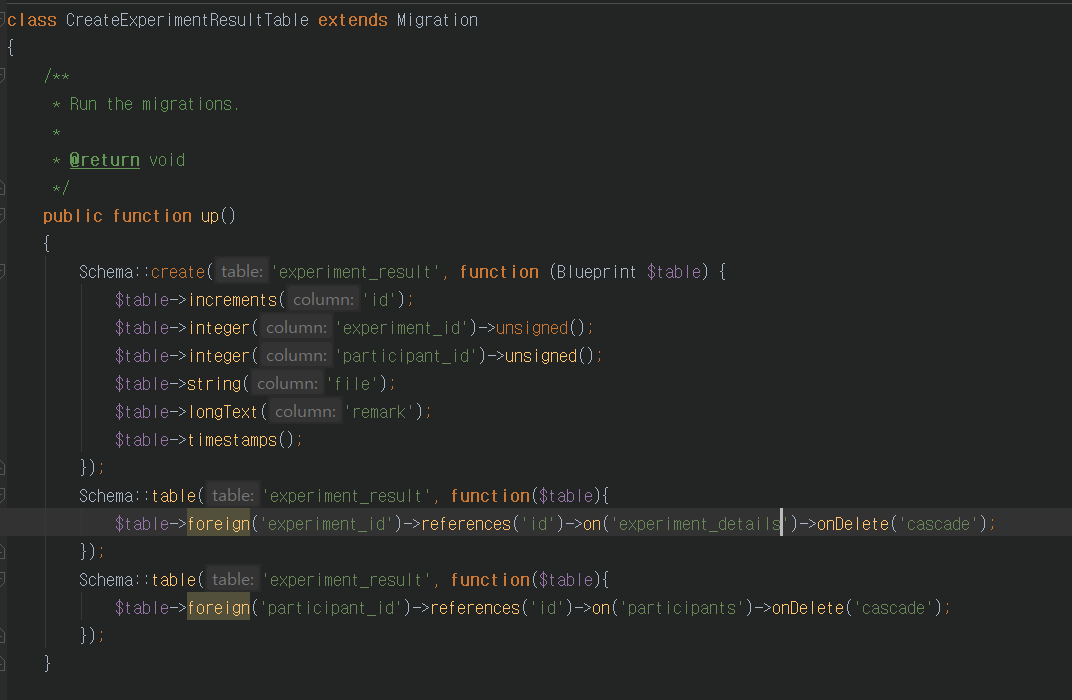 class CreateExperimentResultTable extends Migration
{
    /**
     * Run the migrations.
     *
     * @return void
     */
    public function up()
    {
        Schema::create( table: 'experiment_result', function (Blueprint $table) {
            $table->increments( column: 'id');
            $table->integer( column: 'experiment_id')->unsigned();
            $table->integer( column: 'participant_id')->unsigned();
            $table->string( column: 'file');
            $table->longText( column: 'remark');
            $table->timestamps();
        });
        Schema::table( table: 'experiment_result', function($table){
            $table->foreign('experiment_id')->references('id')->on('experiment_details')->onDelete('cascade');
        });
        Schema::table( table: 'experiment_result', function($table){
            $table->foreign('participant_id')->references('id')->on('participants')->onDelete('cascade');
        });
    }